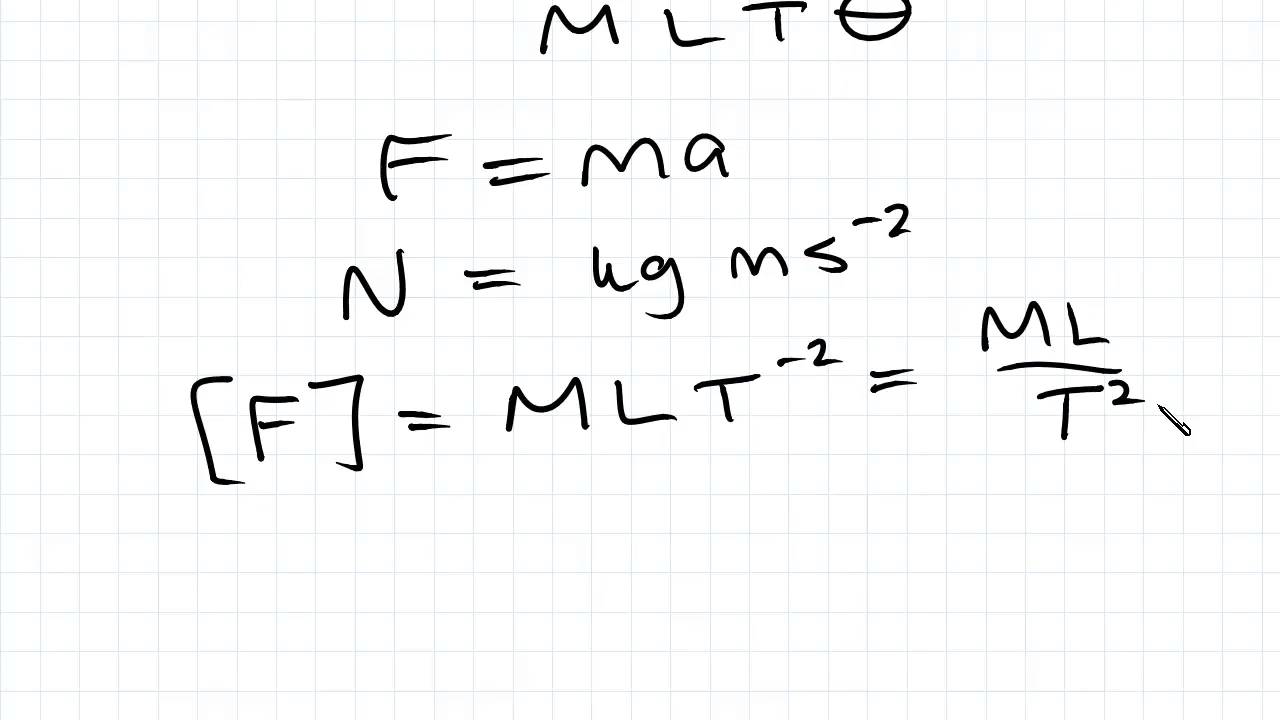 M L T Θ
F = ma
N = kg m s⁻²
[F] = M L T⁻² = ML / T²